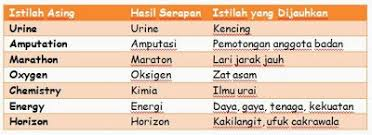 Istilah Asing Hasil Serapan Istilah yang Dijauhkan
Urine Urine Kencing
Amputation Amputasi Pemotongan anggota badan
Marathon Maraton Lari jarak jauh
Oxygen Oksigen Zat asam
Chemistry Kimia Ilmu urai
Energy Energi Daya, gaya, tenaga, kekuatan
Horizon Horizon Kakilangit, ufuk cakrawala